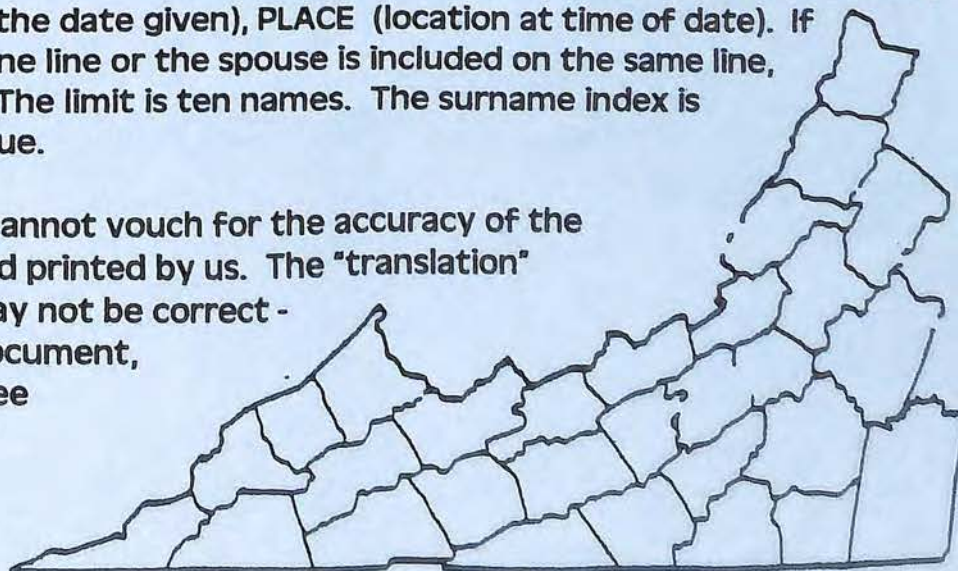 the date given), PLACE (location at time of date). If
ne line or the spouse is included on the same line,
The limit is ten names. The surname index is
ue.
annot vouch for the accuracy of the
d printed by us. The "translation"
ay not be correct -
ocument,
ee